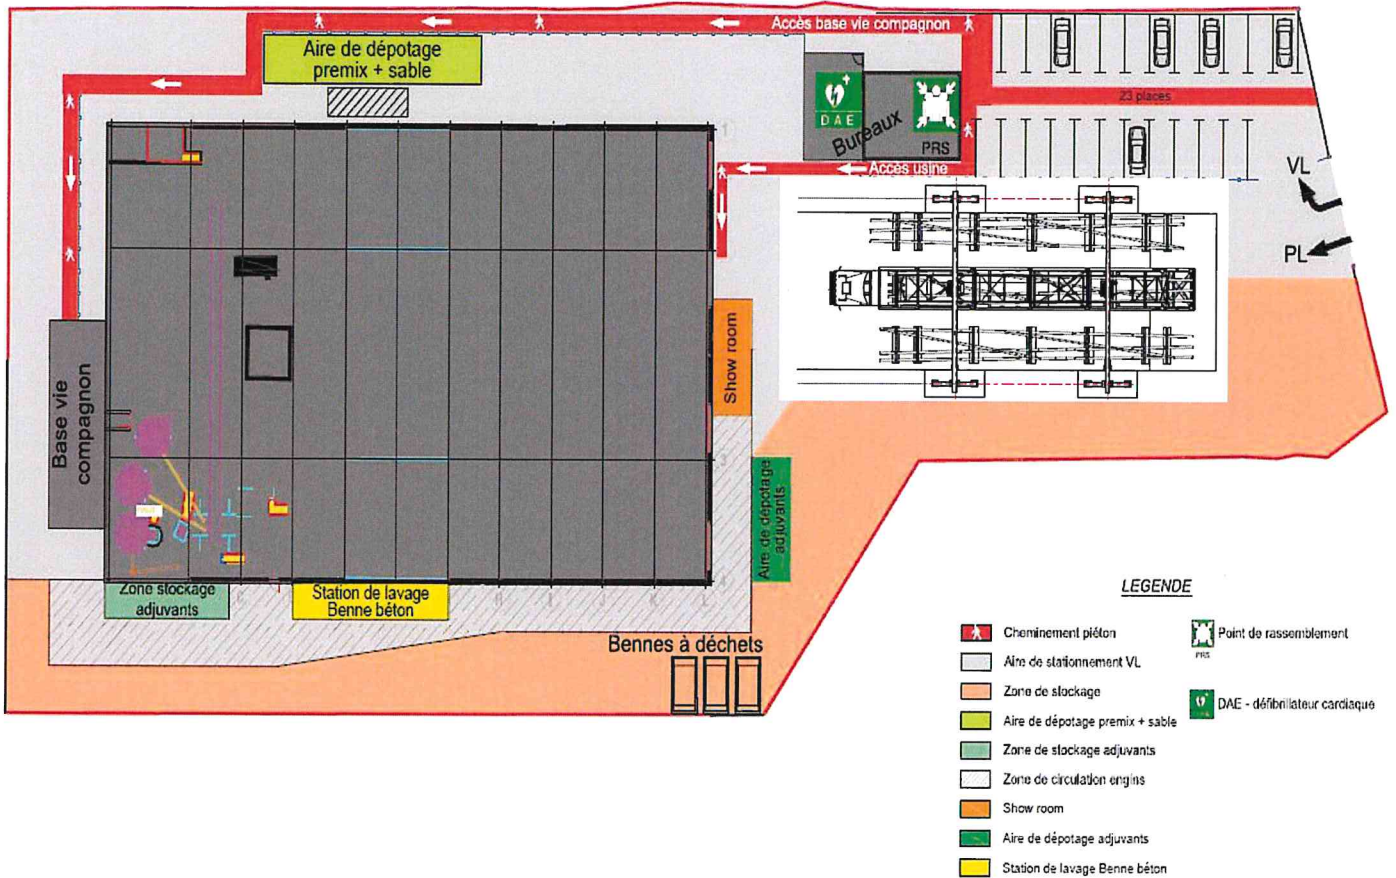 Accès base vie compagnon
Aire de dépotage
premix + sable
DAE
Bureaux
PRS
23 places
Accès usine
VL
PL
1
Show room
Base vie
compagnon
3
Aire de dépotage
adjuvants
4
Zone stockage
adjuvants
C
Station de lavage
Benne béton
H
I
J
K
L
Bennes à déchets
LEGENDE
Cheminement piéton
Point de rassemblement
PRS
Aire de stationnement VL
Zone de stockage
DAE - défibrillateur cardiaque
Aire de dépotage premix + sable
Zone de stockage adjuvants
Zone de circulation engins
Show room
Aire de dépotage adjuvants
Station de lavage Benne béton